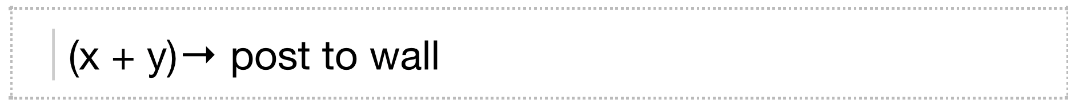 (x + y)→ post to wall